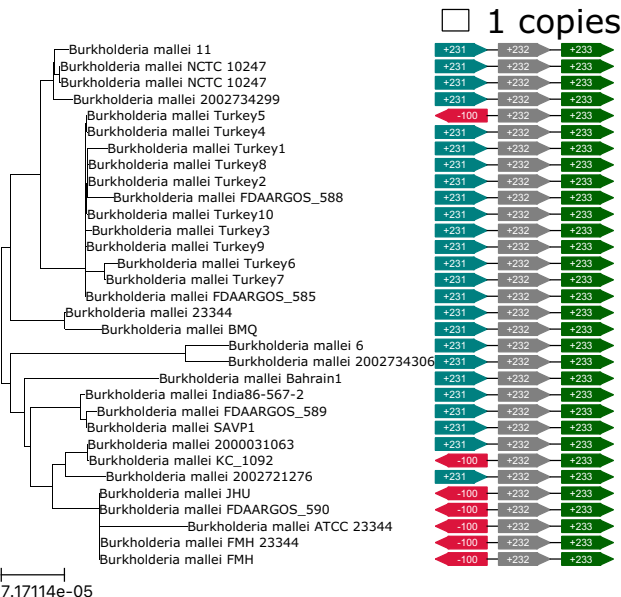 1 copies
Burkholderia mallei 11 +231 +232 +233
Burkholderia mallei NCTC 10247 +231 +232 +233
Burkholderia mallei NCTC 10247 +231 +232 +233
Burkholderia mallei 2002734299 +231 +232 +233
Burkholderia mallei Turkey5 -100 +232 +233
Burkholderia mallei Turkey4 +231 +232 +233
Burkholderia mallei Turkey1 +231 +232 +233
Burkholderia mallei Turkey8 +231 +232 +233
Burkholderia mallei Turkey2 +231 +232 +233
Burkholderia mallei FDAARGOS_588 +231 +232 +233
Burkholderia mallei Turkey10 +231 +232 +233
Burkholderia mallei Turkey3 +231 +232 +233
Burkholderia mallei Turkey9 +231 +232 +233
Burkholderia mallei Turkey6 +231 +232 +233
Burkholderia mallei Turkey7 +231 +232 +233
Burkholderia mallei FDAARGOS_585 +231 +232 +233
Burkholderia mallei 23344 +231 +232 +233
Burkholderia mallei BMQ +231 +232 +233
Burkholderia mallei 6 +231 +232 +233
Burkholderia mallei 2002734306 +231 +232 +233
Burkholderia mallei Bahrain1 +231 +232 +233
Burkholderia mallei India86-567-2 +231 +232 +233
Burkholderia mallei FDAARGOS_589 +231 +232 +233
Burkholderia mallei SAVP1 +231 +232 +233
Burkholderia mallei 2000031063 +231 +232 +233
Burkholderia mallei KC_1092 -100 +232 +233
Burkholderia mallei 2002721276 +231 +232 +233
Burkholderia mallei JHU -100 +232 +233
Burkholderia mallei FDAARGOS_590 -100 +232 +233
Burkholderia mallei ATCC 23344 -100 +232 +233
Burkholderia mallei FMH 23344 -100 +232 +233
Burkholderia mallei FMH -100 +232 +233
7.17114e-05